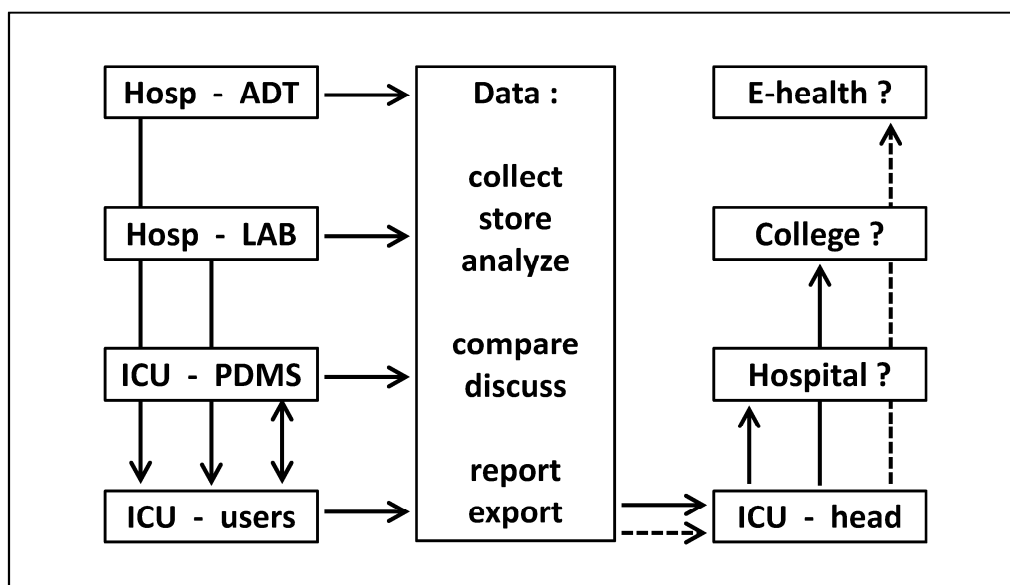 Hosp - ADT
Hosp - LAB
ICU - PDMS
ICU - users
Data :
collect
store
analyze
compare
discuss
report
export
E-health ?
College ?
Hospital ?
ICU - head